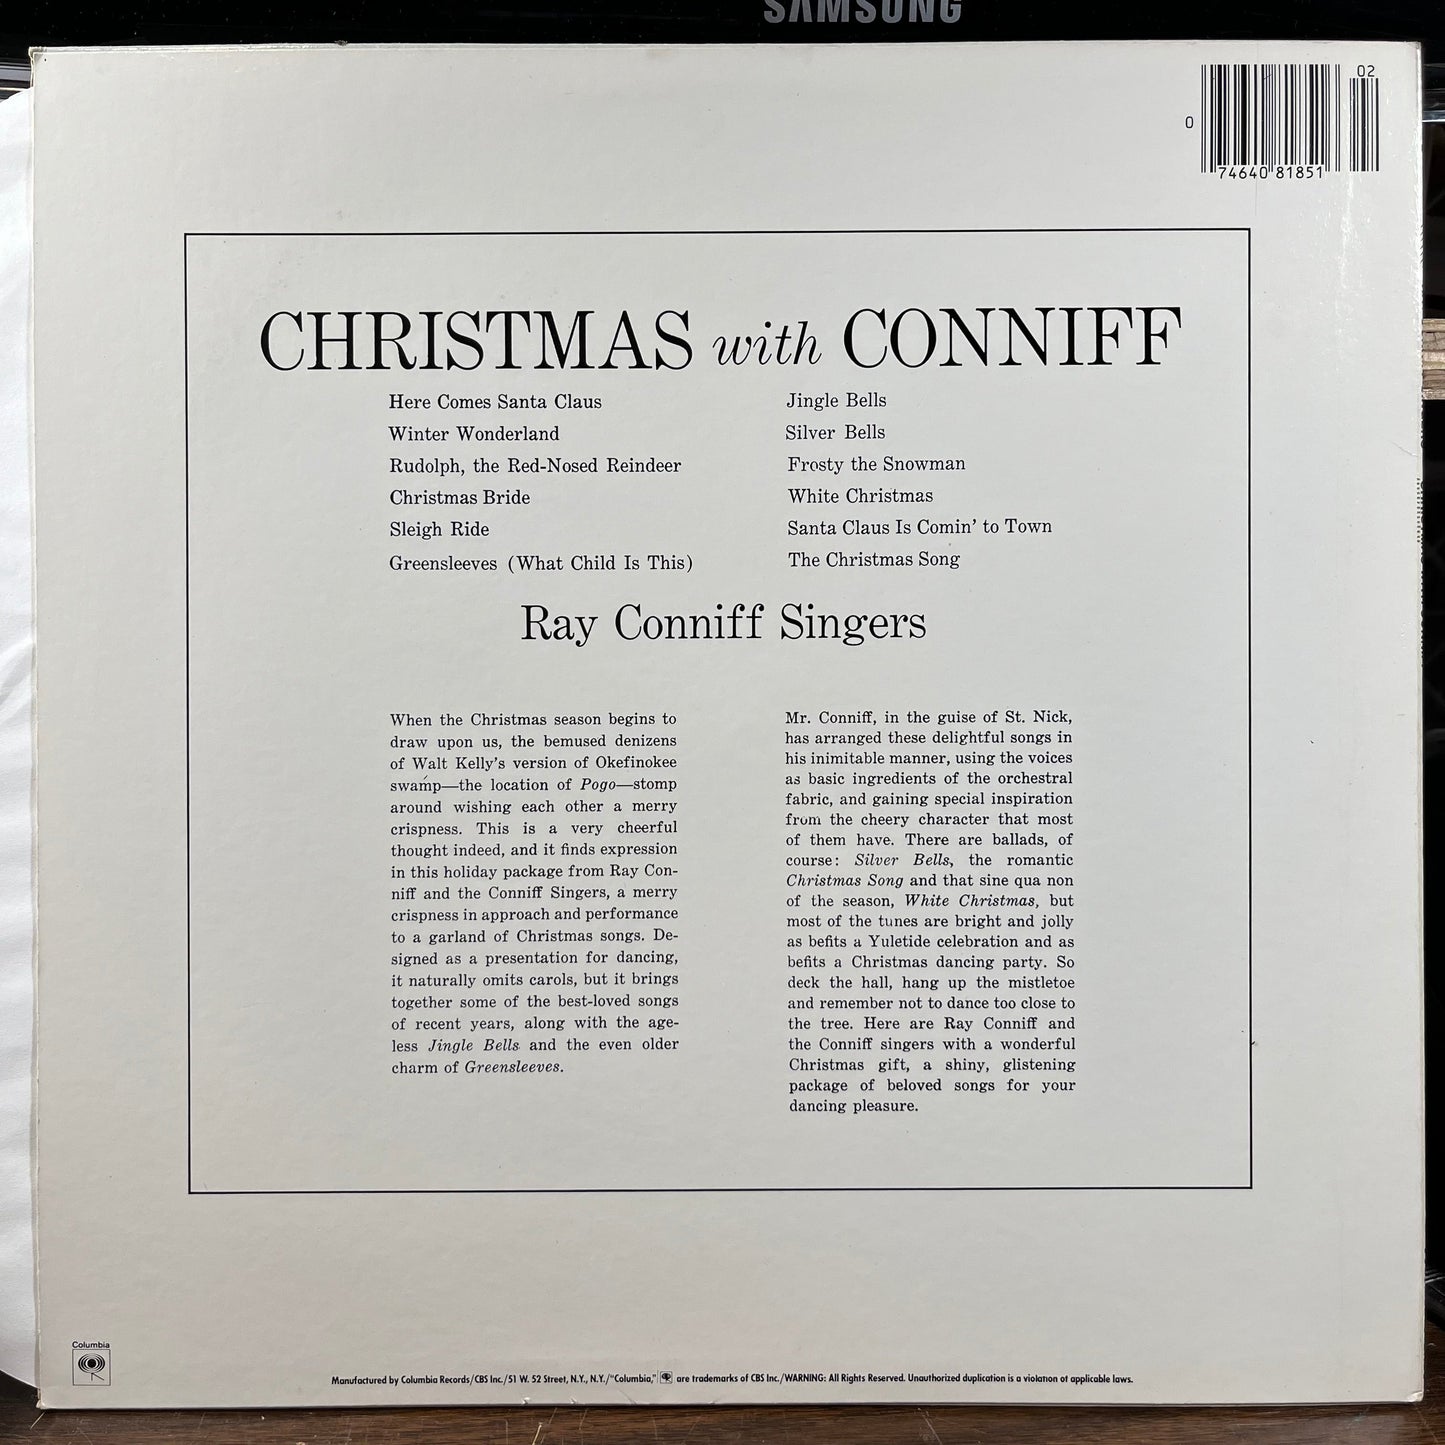 SAMSUNG
02
0
74640 81851
CHRISTMAS with CONNIFF
Here Comes Santa Claus
Winter Wonderland
Rudolph, the Red-Nosed Reindeer
Christmas Bride
Sleigh Ride
Greensleeves (What Child Is This)
Jingle Bells
Silver Bells
Frosty the Snowman
White Christmas
Santa Claus Is Comin' to Town
The Christmas Song
Ray Conniff Singers
When the Christmas season begins to
draw upon us, the bemused denizens
of Walt Kelly's version of Okefinokee
swamp—the location of Pogo—stomp
around wishing each other a merry
crispness. This is a very cheerful
thought indeed, and it finds expression
in this holiday package from Ray Con-
niff and the Conniff Singers, a merry
crispness in approach and performance
to a garland of Christmas songs. De-
signed as a presentation for dancing,
it naturally omits carols, but it brings
together some of the best-loved songs
of recent years, along with the age-
less Jingle Bells and the even older
charm of Greensleeves.
Mr. Conniff, in the guise of St. Nick,
has arranged these delightful songs in
his inimitable manner, using the voices
as basic ingredients of the orchestral
fabric, and gaining special inspiration
from the cheery character that most
of them have. There are ballads, of
course: Silver Bells, the romantic
Christmas Song and that sine qua non
of the season, White Christmas, but
most of the tunes are bright and jolly
as befits a Yuletide celebration and as
befits a Christmas dancing party. So
deck the hall, hang up the mistletoe
and remember not to dance too close to
the tree. Here are Ray Conniff and
the Conniff singers with a wonderful
Christmas gift, a shiny, glistening
package of beloved songs for your
dancing pleasure.
Columbia
Manufactured by Columbia Records/CBS Inc./51 W. 52 Street, N.Y., N.Y./"Columbia," are trademarks of CBS Inc./WARNING: All Rights Reserved. Unauthorized duplication is a violation of applicable laws.